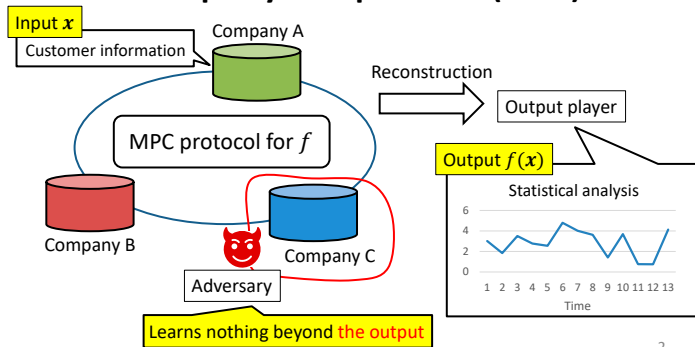 Input x
Customer information
Company A
Reconstruction
Output player
MPC protocol for f
Output f(x)
Statistical analysis
6
4
2
0
1 2 3 4 5 6 7 8 9 10 11 12 13
Time
Company B
Company C
Adversary
Learns nothing beyond the output